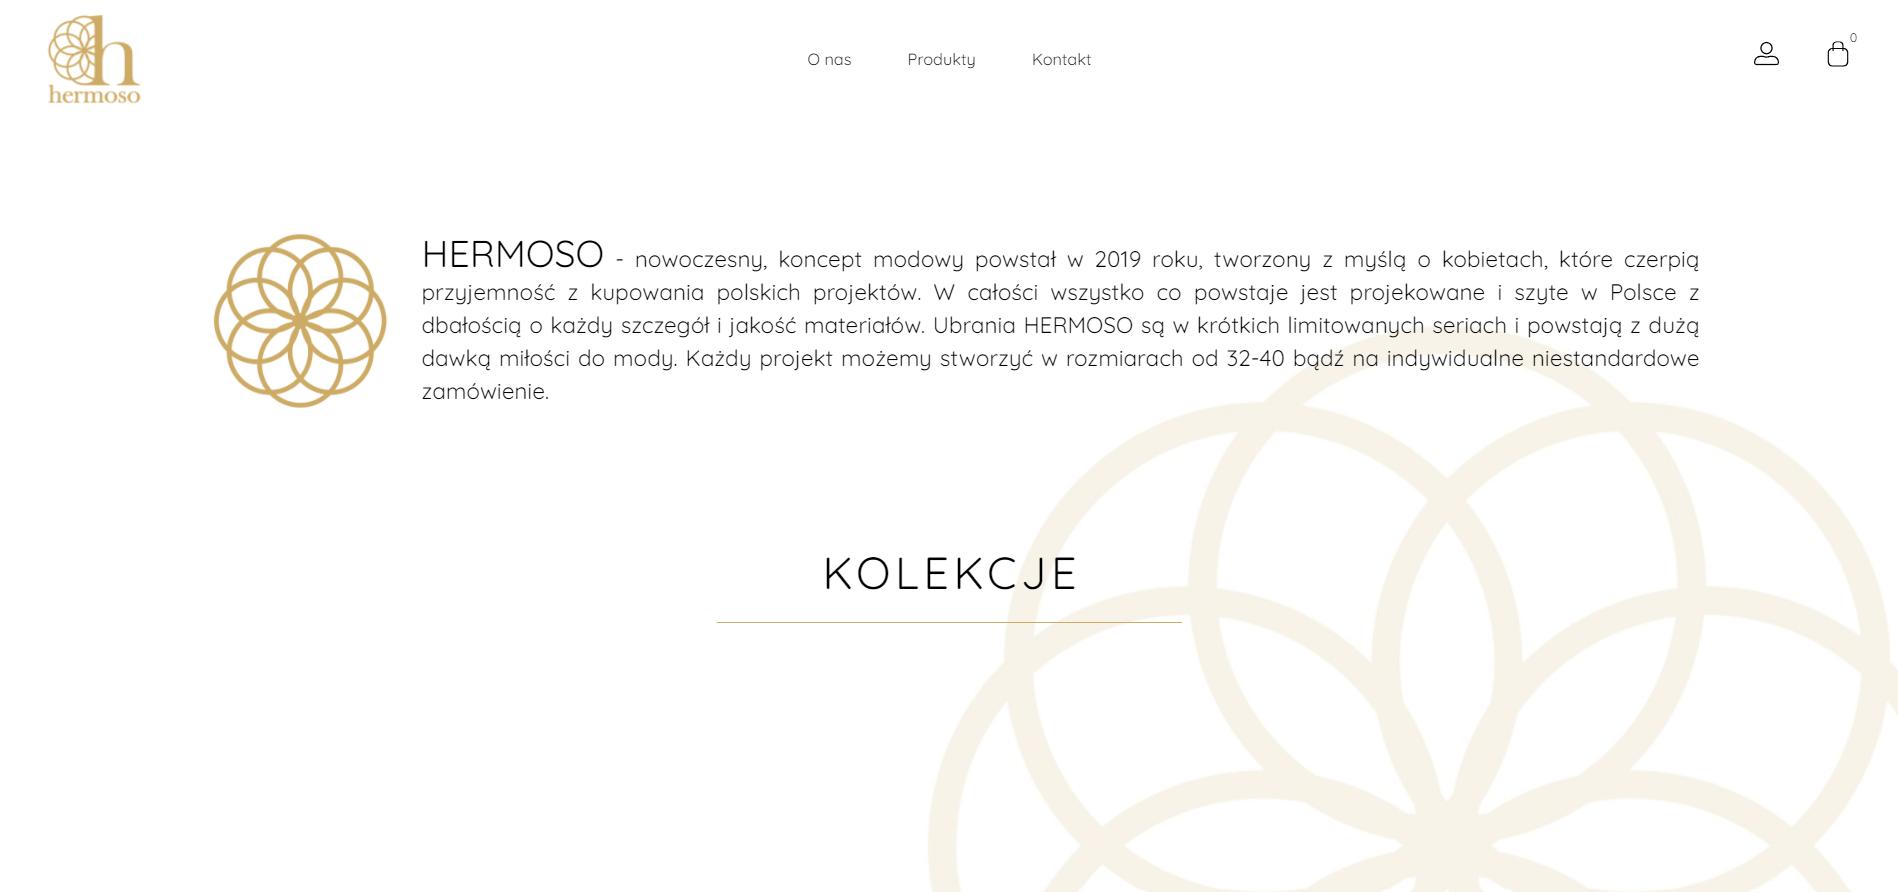 h
hermoso
O nas
Produkty
Kontakt
0
HERMOSO - nowoczesny, koncept modowy powstał w 2019 roku, tworzony z myślą o kobietach, które czerpią
przyjemność z kupowania polskich projektów. W całości wszystko co powstaje jest projekowane i szyte w Polsce z
dbałością o każdy szczegół i jakość materiałów. Ubrania HERMOSO są w krótkich limitowanych seriach i powstają z dużą
dawką miłości do mody. Każdy projekt możemy stworzyć w rozmiarach od 32-40 bądź na indywidualne niestandardowe
zamówienie.
KOLEKCJE